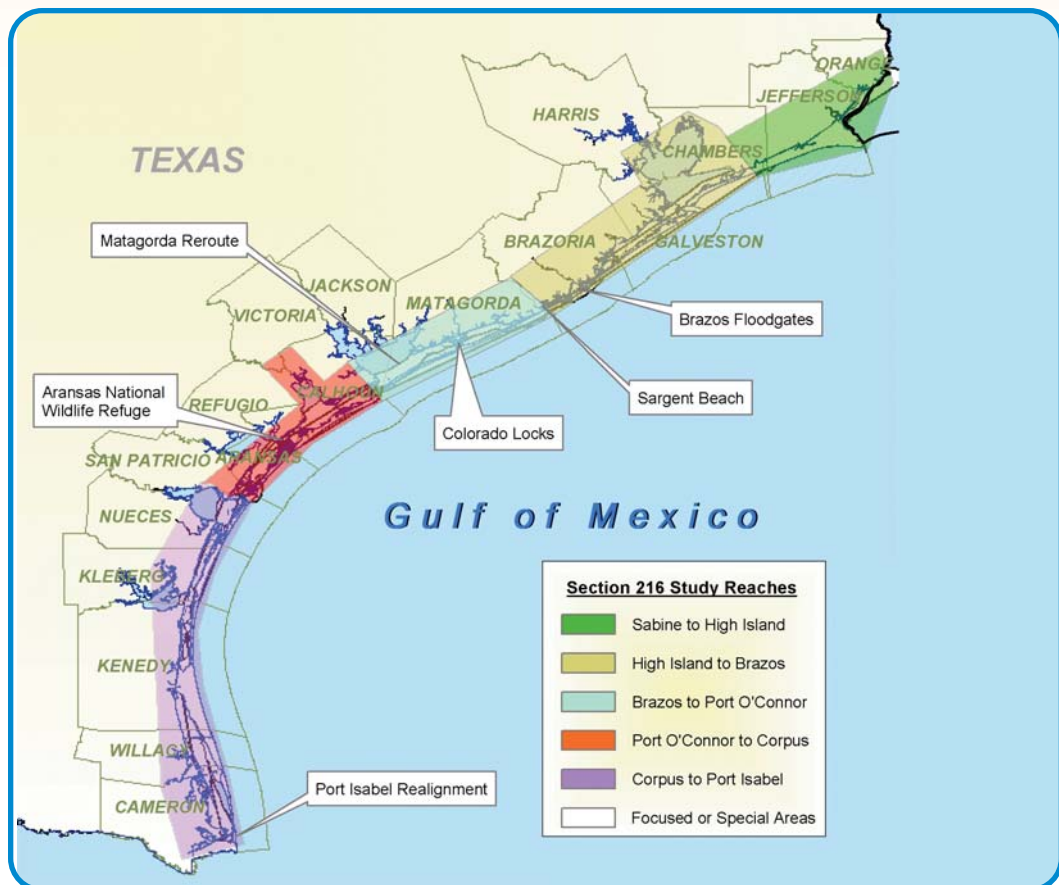 ORANGE
JEFFERSON
HARRIS
CHAMBERS
TEXAS
BRAZORIA
GALVESTON
Matagorda Reroute
JACKSON
MATAGORDA
VICTORIA
Brazos Floodgates
Aransas National
Wildlife Refuge
CALHOUN
REFUGIO
Sargent Beach
Colorado Locks
SAN PATRICIO
ARANSAS
NUECES
Gulf of Mexico
KLEBERG
Section 216 Study Reaches
Sabine to High Island
High Island to Brazos
KENEDY
Brazos to Port O'Connor
Port O'Connor to Corpus
WILLACY
Corpus to Port Isabel
Port Isabel Realignment
CAMERON
Focused or Special Areas